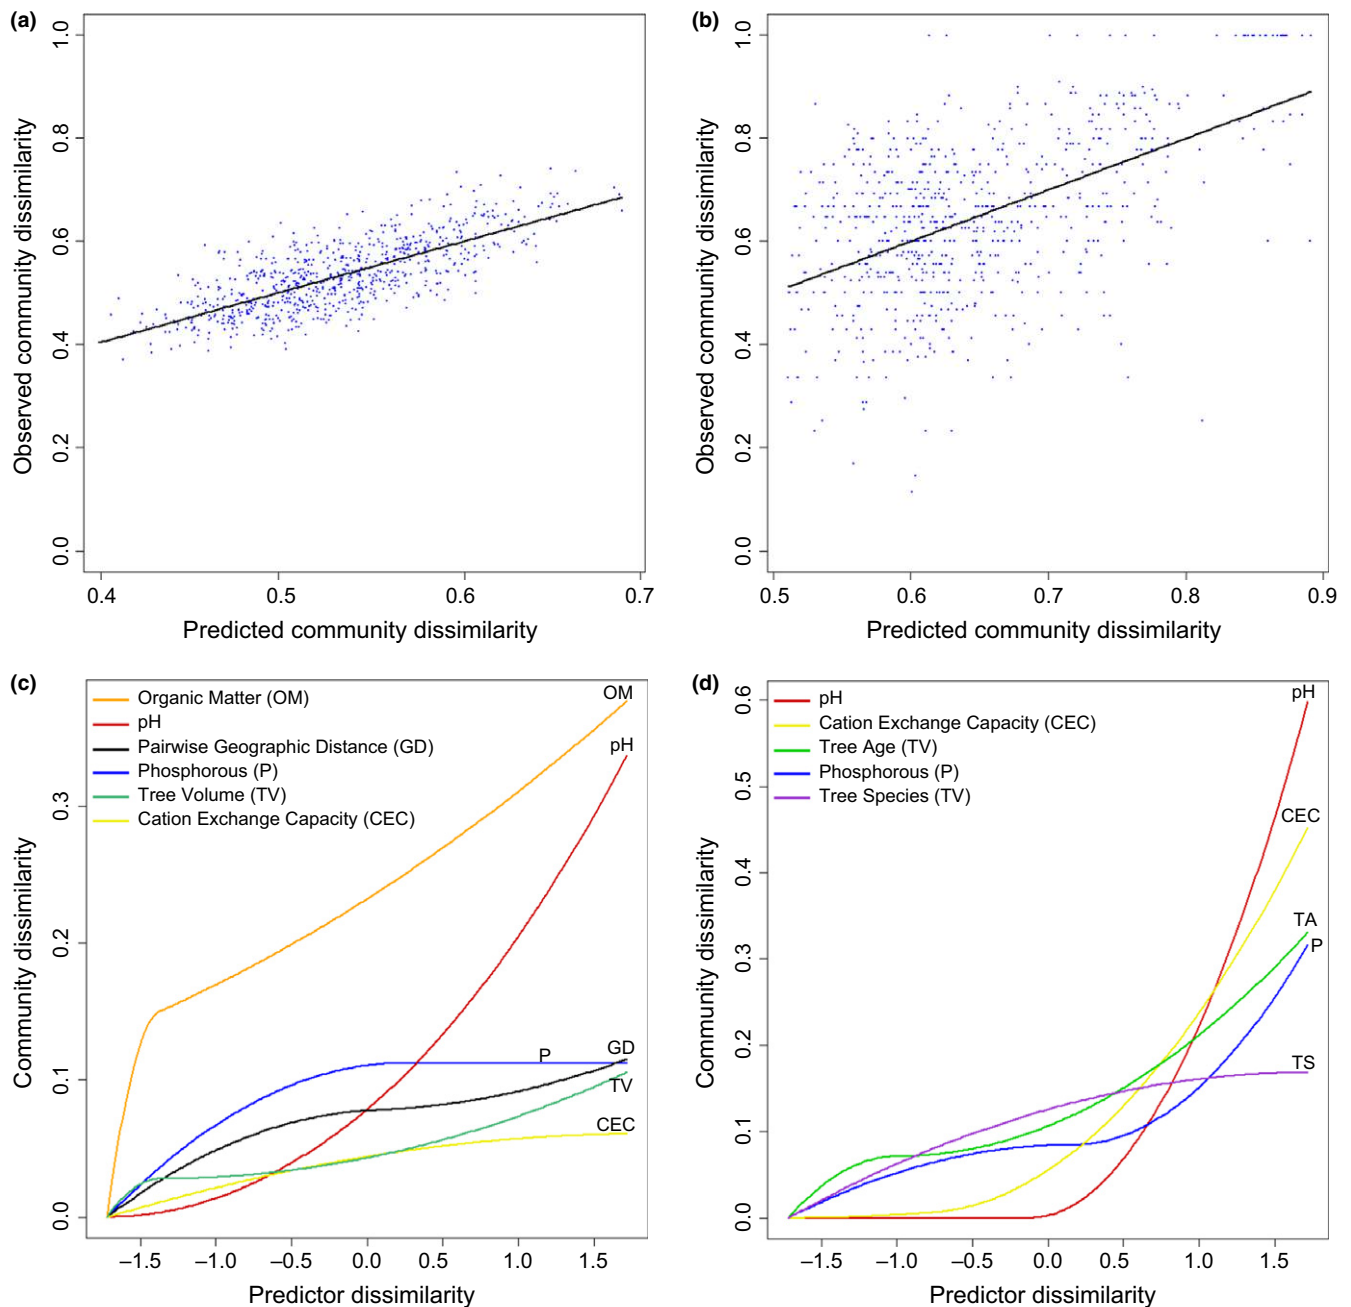 (a)
1.0
0.8
0.6
0.4
0.2
0.0
Observed community dissimilarity
0.4
0.5
0.6
0.7
Predicted community dissimilarity
(b)
1.0
0.8
0.6
0.4
0.2
0.0
Observed community dissimilarity
0.5
0.6
0.7
0.8
0.9
Predicted community dissimilarity
(c)
Organic Matter (OM)
pH
Pairwise Geographic Distance (GD)
Phosphorous (P)
Tree Volume (TV)
Cation Exchange Capacity (CEC)
OM
pH
P
GD
TV
CEC
0.3
0.2
0.1
0.0
Community dissimilarity
–1.5
–1.0
–0.5
0.0
0.5
1.0
1.5
Predictor dissimilarity
(d)
pH
Cation Exchange Capacity (CEC)
Tree Age (TV)
Phosphorous (P)
Tree Species (TV)
pH
CEC
TA
P
TS
0.6
0.5
0.4
0.3
0.2
0.1
0.0
Community dissimilarity
–1.5
–1.0
–0.5
0.0
0.5
1.0
1.5
Predictor dissimilarity